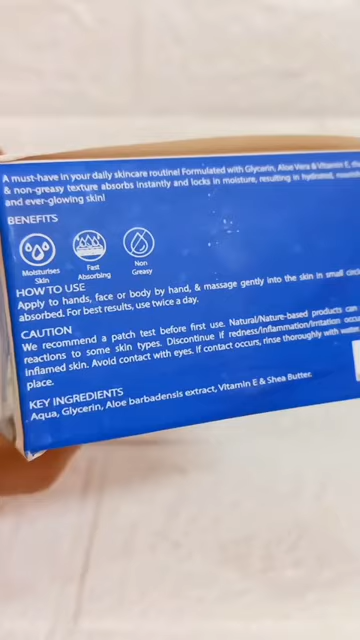 A must-have in your daily skincare routine! Formulated with Glycerin, Aloe Vera & Vitamin E,
& non-greasy texture absorbs instantly and locks in moisture, resulting in hydrated,
and ever-glowing skin!
BENEFITS
Moisturises Skin
Fast Absorbing
Non Greasy
HOW TO USE
Apply to hands, face or body by hand, & massage gently into the skin in small
absorbed. For best results, use twice a day.
CAUTION
We recommend a patch test before first use. Natural/Nature-based products can
reactions to some skin types. Discontinue if redness/inflammation/irritation
inflamed skin. Avoid contact with eyes. If contact occurs, rinse thoroughly with
place.
KEY INGREDIENTS
Aqua, Glycerin, Aloe barbadensis extract, Vitamin E & Shea Butter.